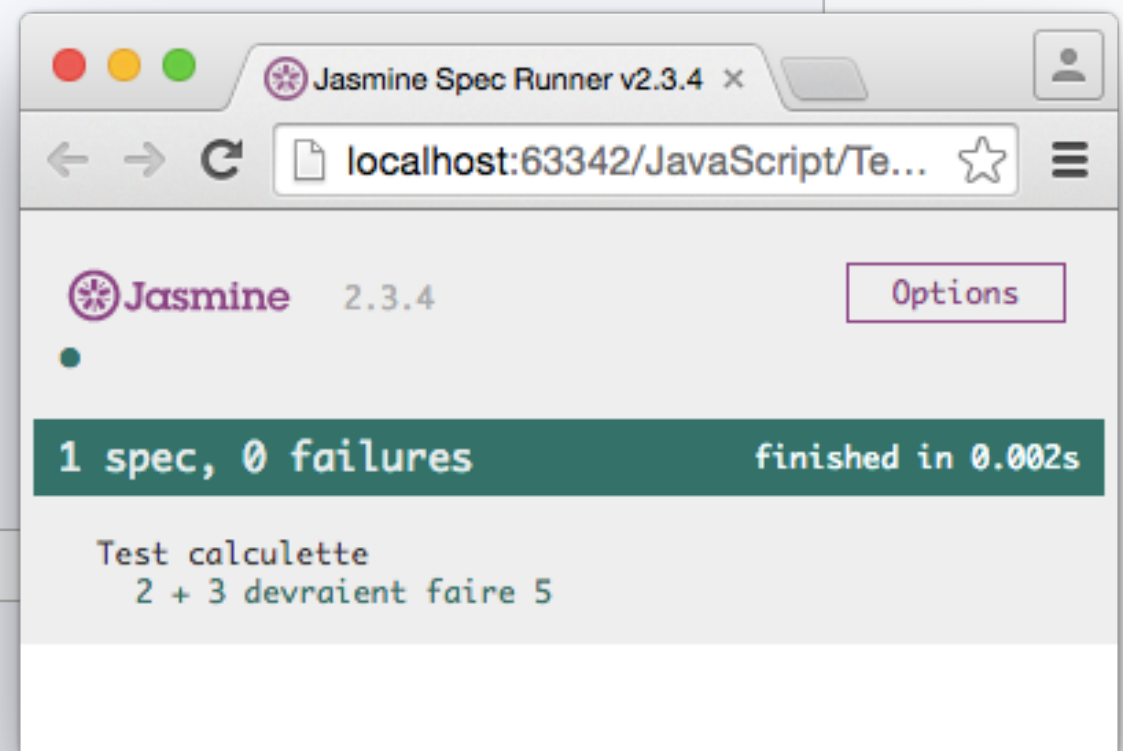 Jasmine Spec Runner v2.3.4
localhost:63342/JavaScript/Te...
Jasmine 2.3.4 Options
1 spec, 0 failures finished in 0.002s
Test calculette
2 + 3 devraient faire 5